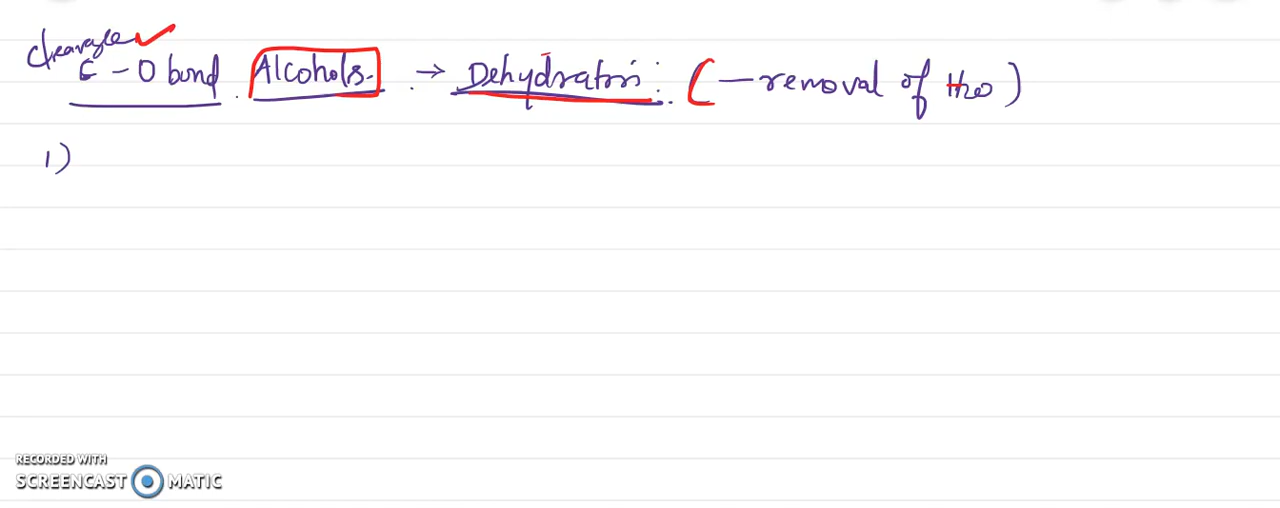 cleavage
C - O bond. Alcohols. → Dehydration: (- removal of H2O)
1)
RECORDED WITH
SCREENCAST MATIC